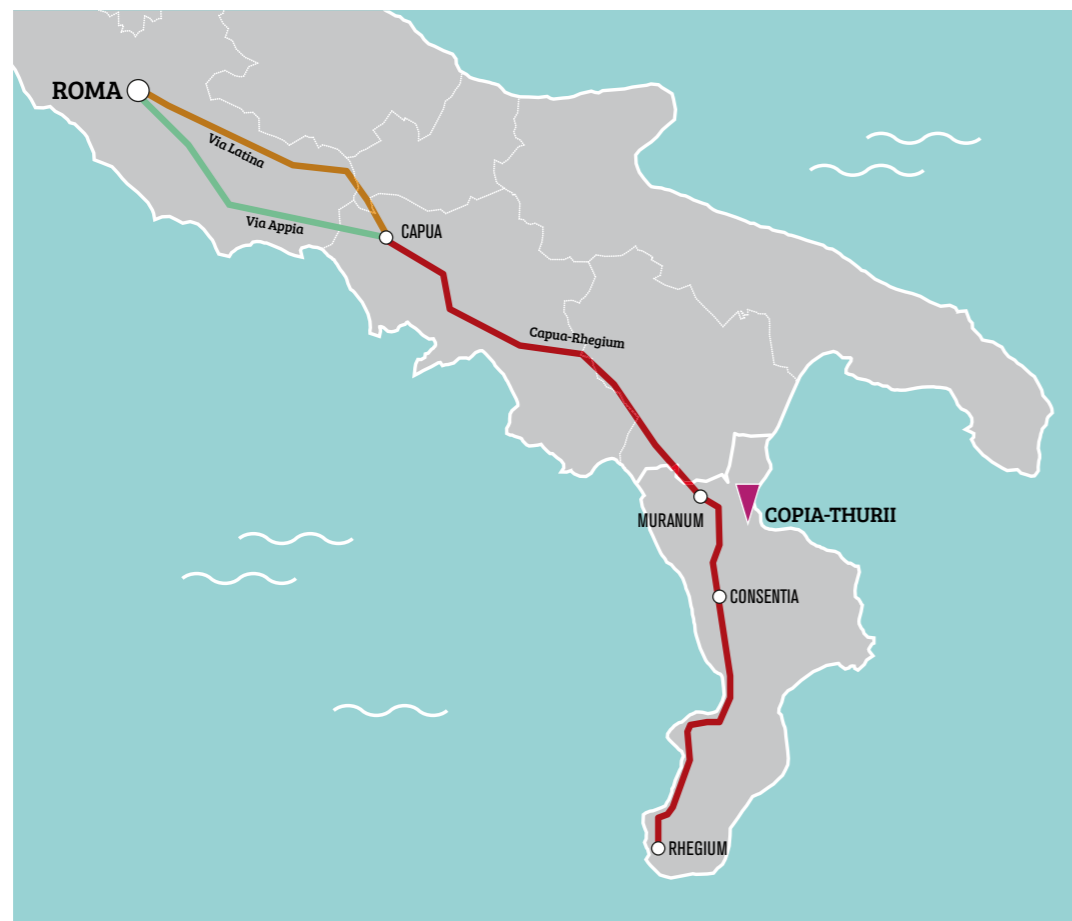 ROMA
Via Latina
Via Appia
CAPUA
Capua-Rhegium
MURANUM
COPIA-THURII
CONSENTIA
RHEGIUM